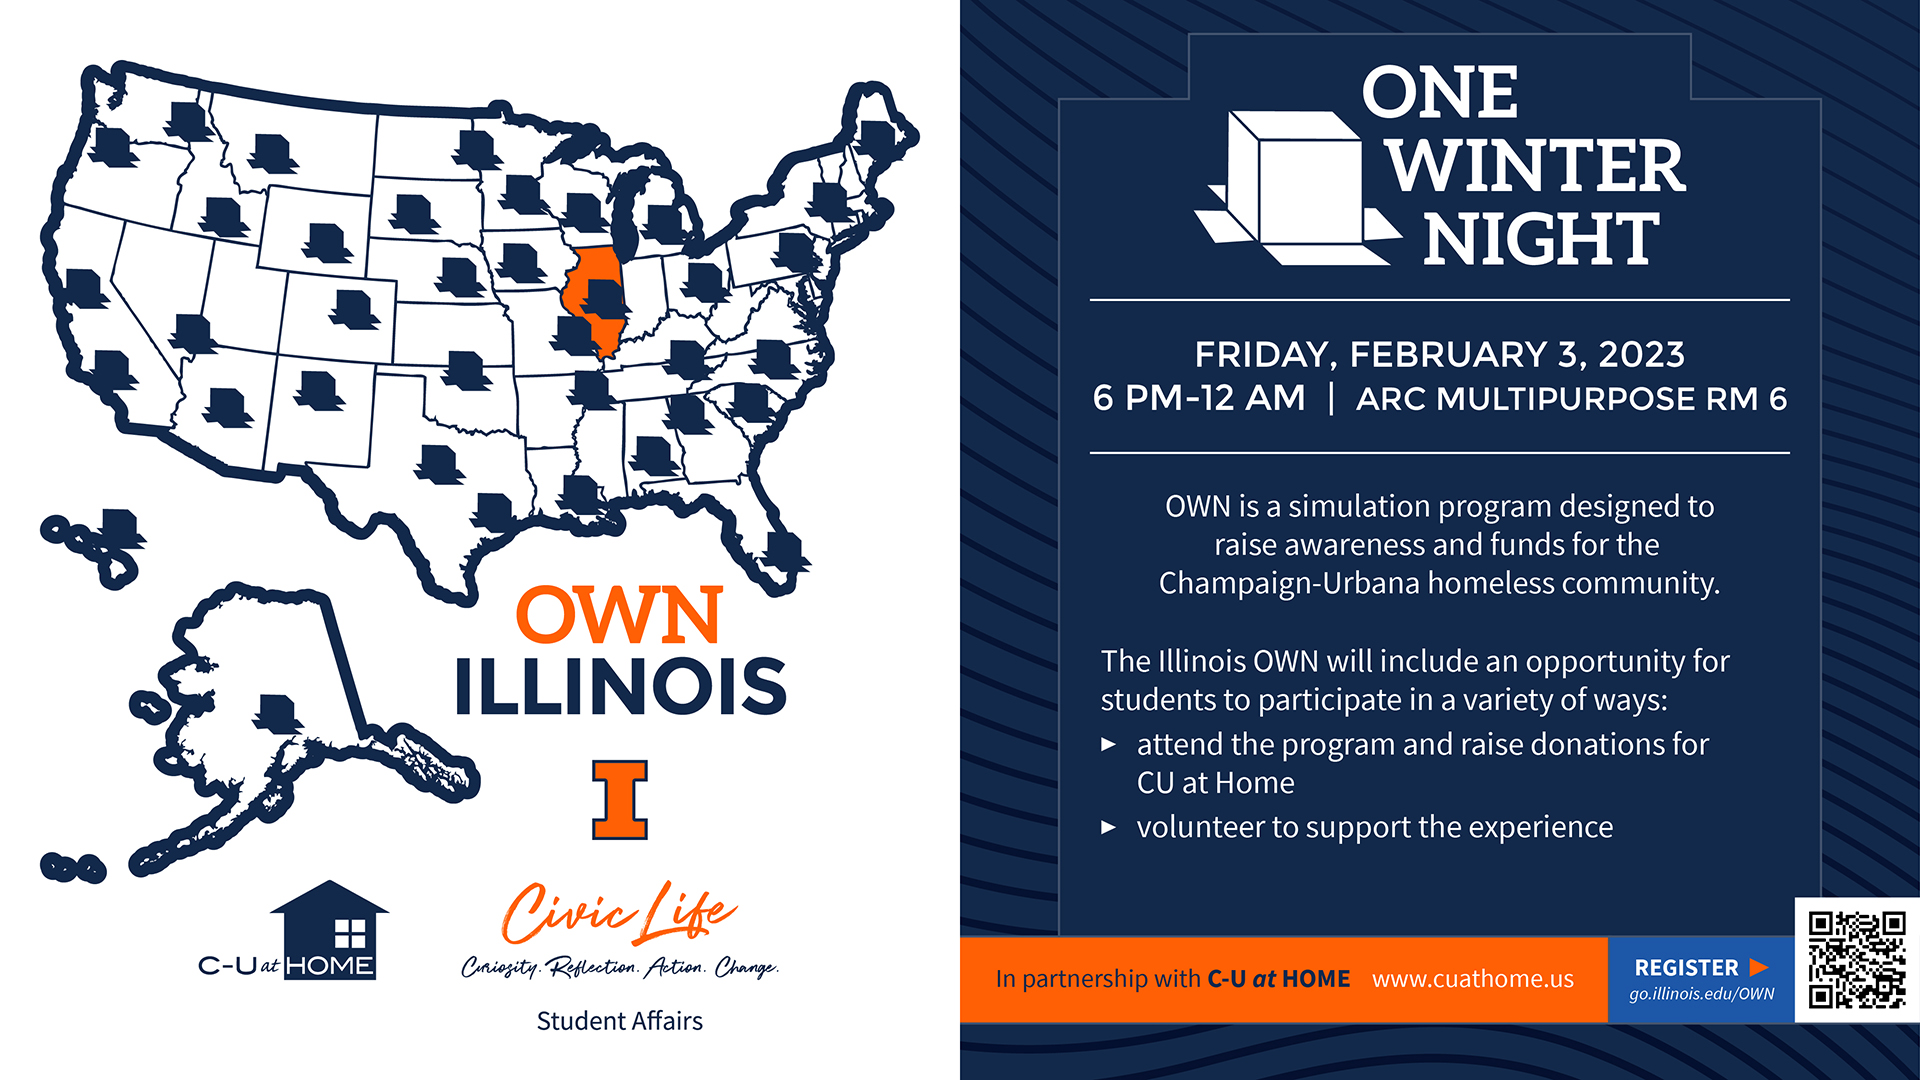 OWN
ILLINOIS
I
C-U at HOME
Civic Life
Curiosity. Reflection. Action. Change.
Student Affairs
ONE
WINTER
NIGHT
FRIDAY, FEBRUARY 3, 2023
6 PM-12 AM | ARC MULTIPURPOSE RM 6
OWN is a simulation program designed to
raise awareness and funds for the
Champaign-Urbana homeless community.
The Illinois OWN will include an opportunity for
students to participate in a variety of ways:
► attend the program and raise donations for
CU at Home
► volunteer to support the experience
In partnership with C-U at HOME www.cuathome.us
REGISTER ►
go.illinois.edu/OWN